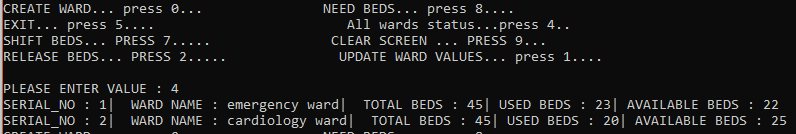 CREATE WARD... press 0... NEED BEDS... press 8....
EXIT... press 5.... All wards status...press 4..
SHIFT BEDS... PRESS 7..... CLEAR SCREEN ... PRESS 9...
RELEASE BEDS... PRESS 2..... UPDATE WARD VALUES... press 1....
PLEASE ENTER VALUE : 4
SERIAL_NO : 1| WARD NAME : emergency ward| TOTAL BEDS : 45| USED BEDS : 23| AVAILABLE BEDS : 22
SERIAL_NO : 2| WARD NAME : cardiology ward| TOTAL BEDS : 45| USED BEDS : 20| AVAILABLE BEDS : 25